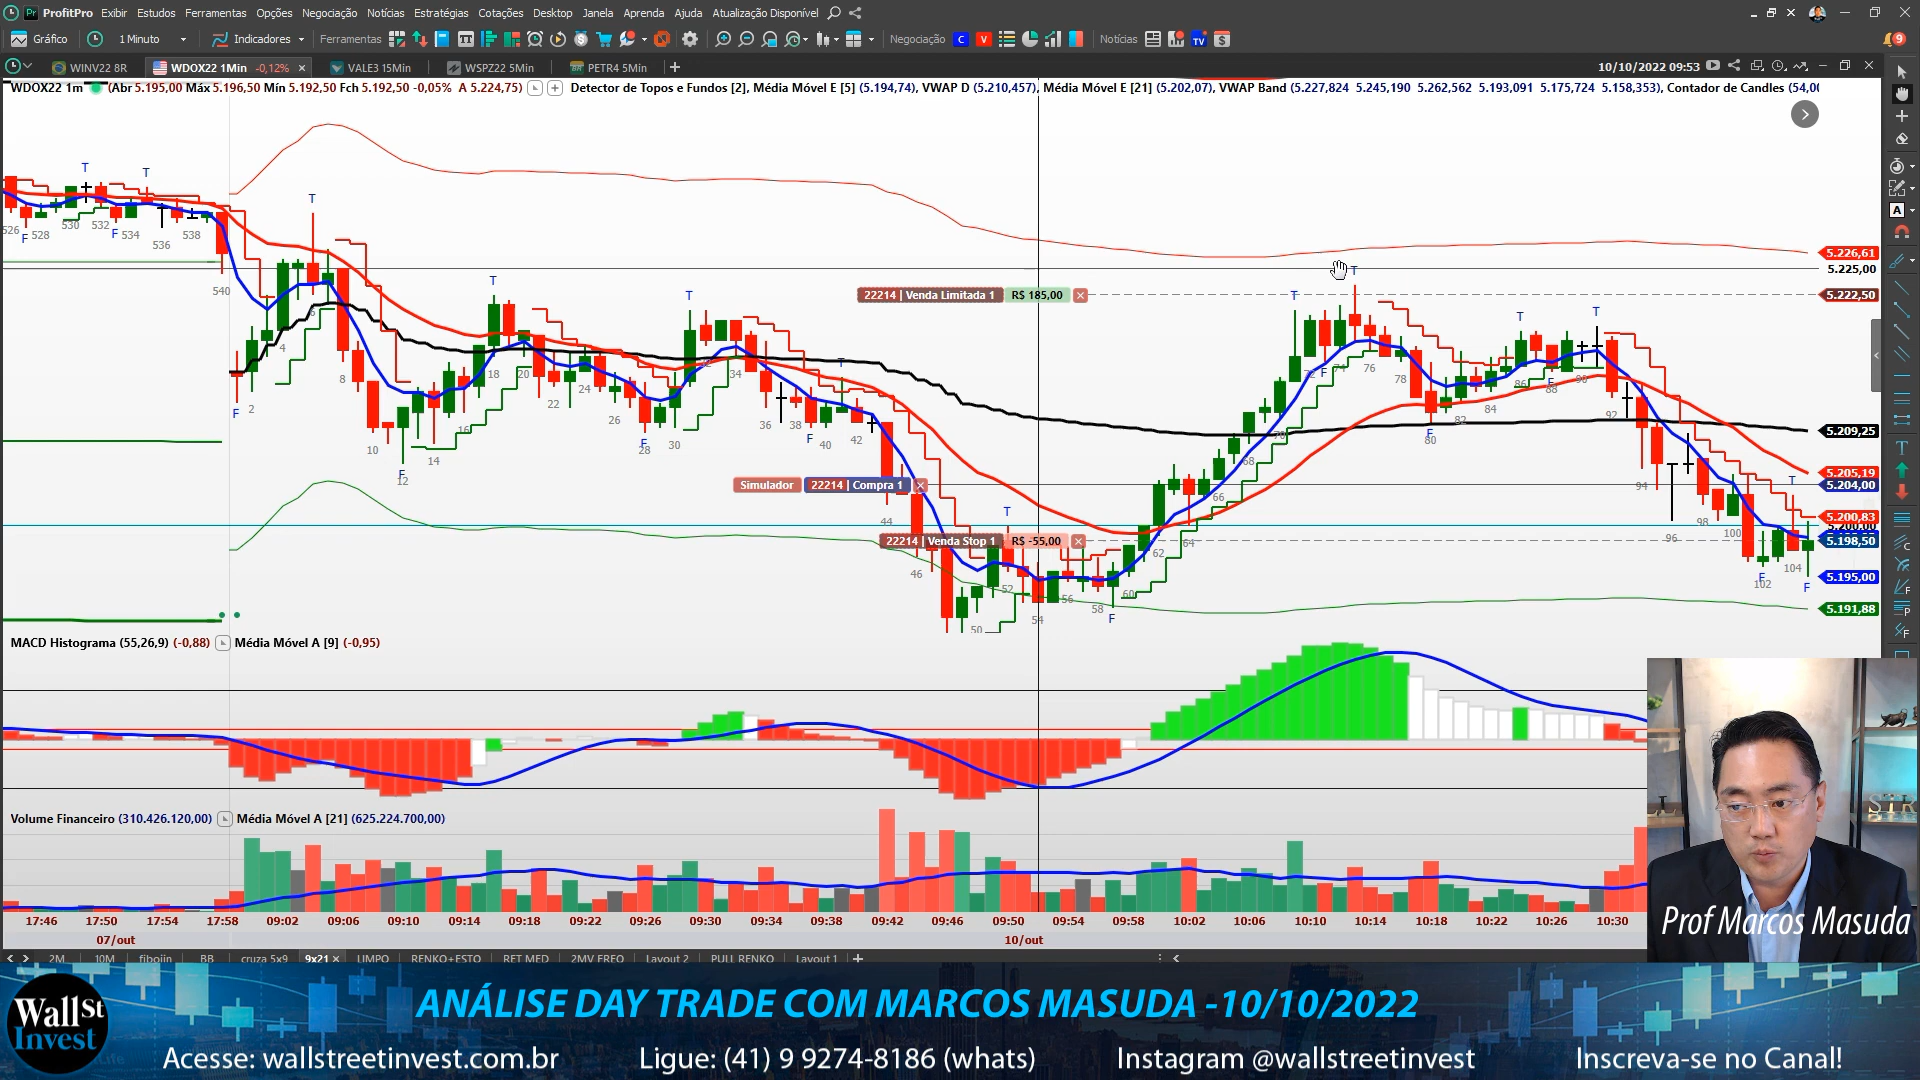 ProfitPro Exibir Estudos Ferramentas Opções Negociação Notícias Estratégias Cotações Desktop Janela Aprenda Ajuda Atualização Disponível
Gráfico 1 Minuto Indicadores Ferramentas Negociação C V Notícias TV 9
WINV22 8R WDOX22 1Min -0,12% VALE3 15Min WSPZ22 5Min PETR4 5Min 10/10/2022 09:53
WDOX22 1m (Abr 5.195,00 Máx 5.196,50 Mín 5.192,50 Fch 5.192,50 -0,05% A 5.224,75) Detector de Topos e Fundos [2], Média Móvel E [5] (5.194,74), VWAP D (5.210,457), Média Móvel E [21] (5.202,07), VWAP Band (5.227,824 5.245,190 5.262,562 5.193,091 5.175,724 5.158,353), Contador de Candles (54,00
5.226,61
5.225,00
22214 | Venda Limitada 1 R$ 185,00 5.222,50
5.209,25
5.205,19
Simulador 22214 | Compra 1 5.204,00
5.200,83
22214 | Venda Stop 1 R$ -55,00 5.198,50
5.195,00
5.191,88
MACD Histograma (55,26,9) (-0,88) Média Móvel A [9] (-0,95)
Volume Financeiro (310.426.120,00) Média Móvel A [21] (625.224.700,00)
17:46 17:50 17:54 17:58 09:02 09:06 09:10 09:14 09:18 09:22 09:26 09:30 09:34 09:38 09:42 09:46 09:50 09:54 09:58 10:02 10:06 10:10 10:14 10:18 10:22 10:26 10:30
07/out 10/out
2M 10M fibojin BB cruza 5x9 9x21 LIMPO RENKO+ESTO RET MED 2MV FREQ Layout 2 PULL RENKO Layout 1
Prof Marcos Masuda
Wall St
Invest
ANÁLISE DAY TRADE COM MARCOS MASUDA -10/10/2022
Acesse: wallstreetinvest.com.br Ligue: (41) 9 9274-8186 (whats) Instagram @wallstreetinvest Inscreva-se no Canal!